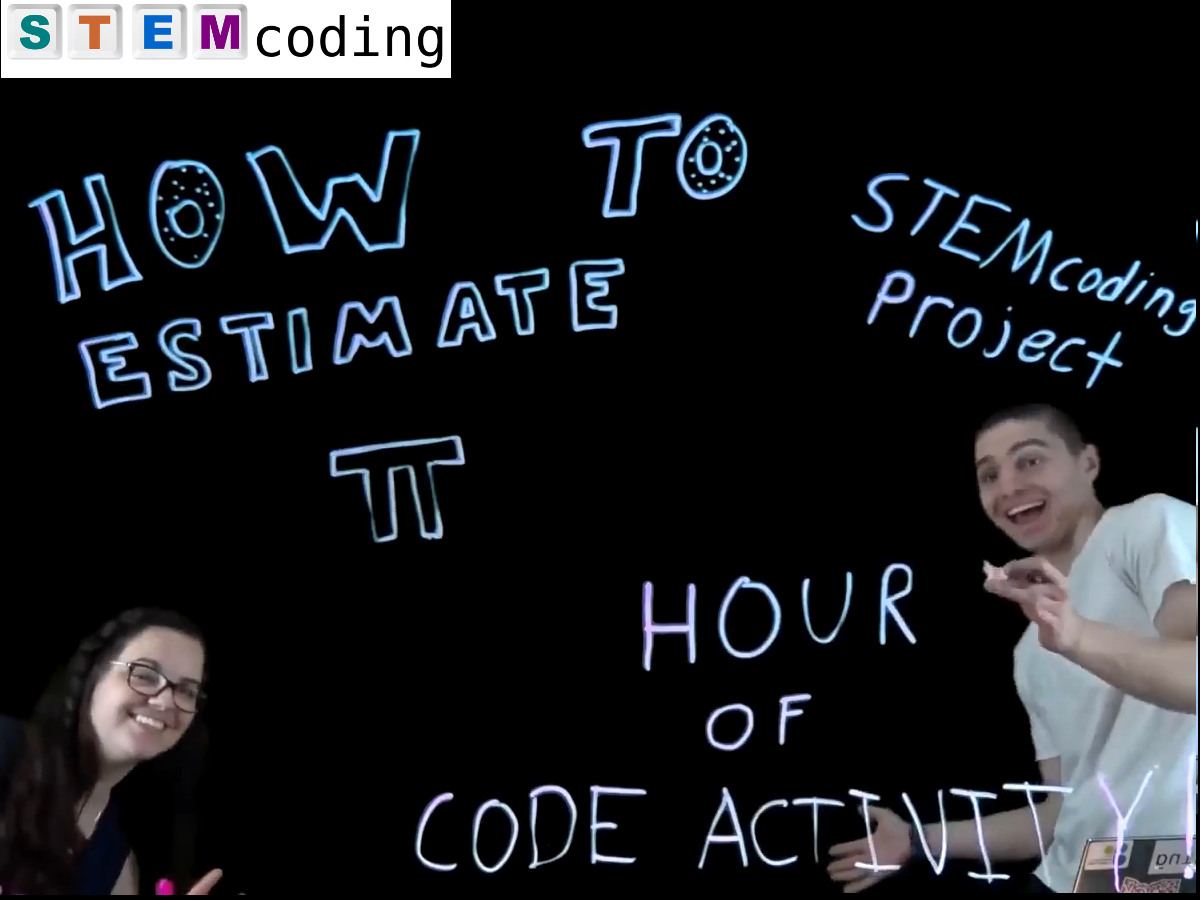 STEMcoding
HOW TO
ESTIMATE
π
STEMcoding
Project
HOUR
OF
CODE ACTIVITY!